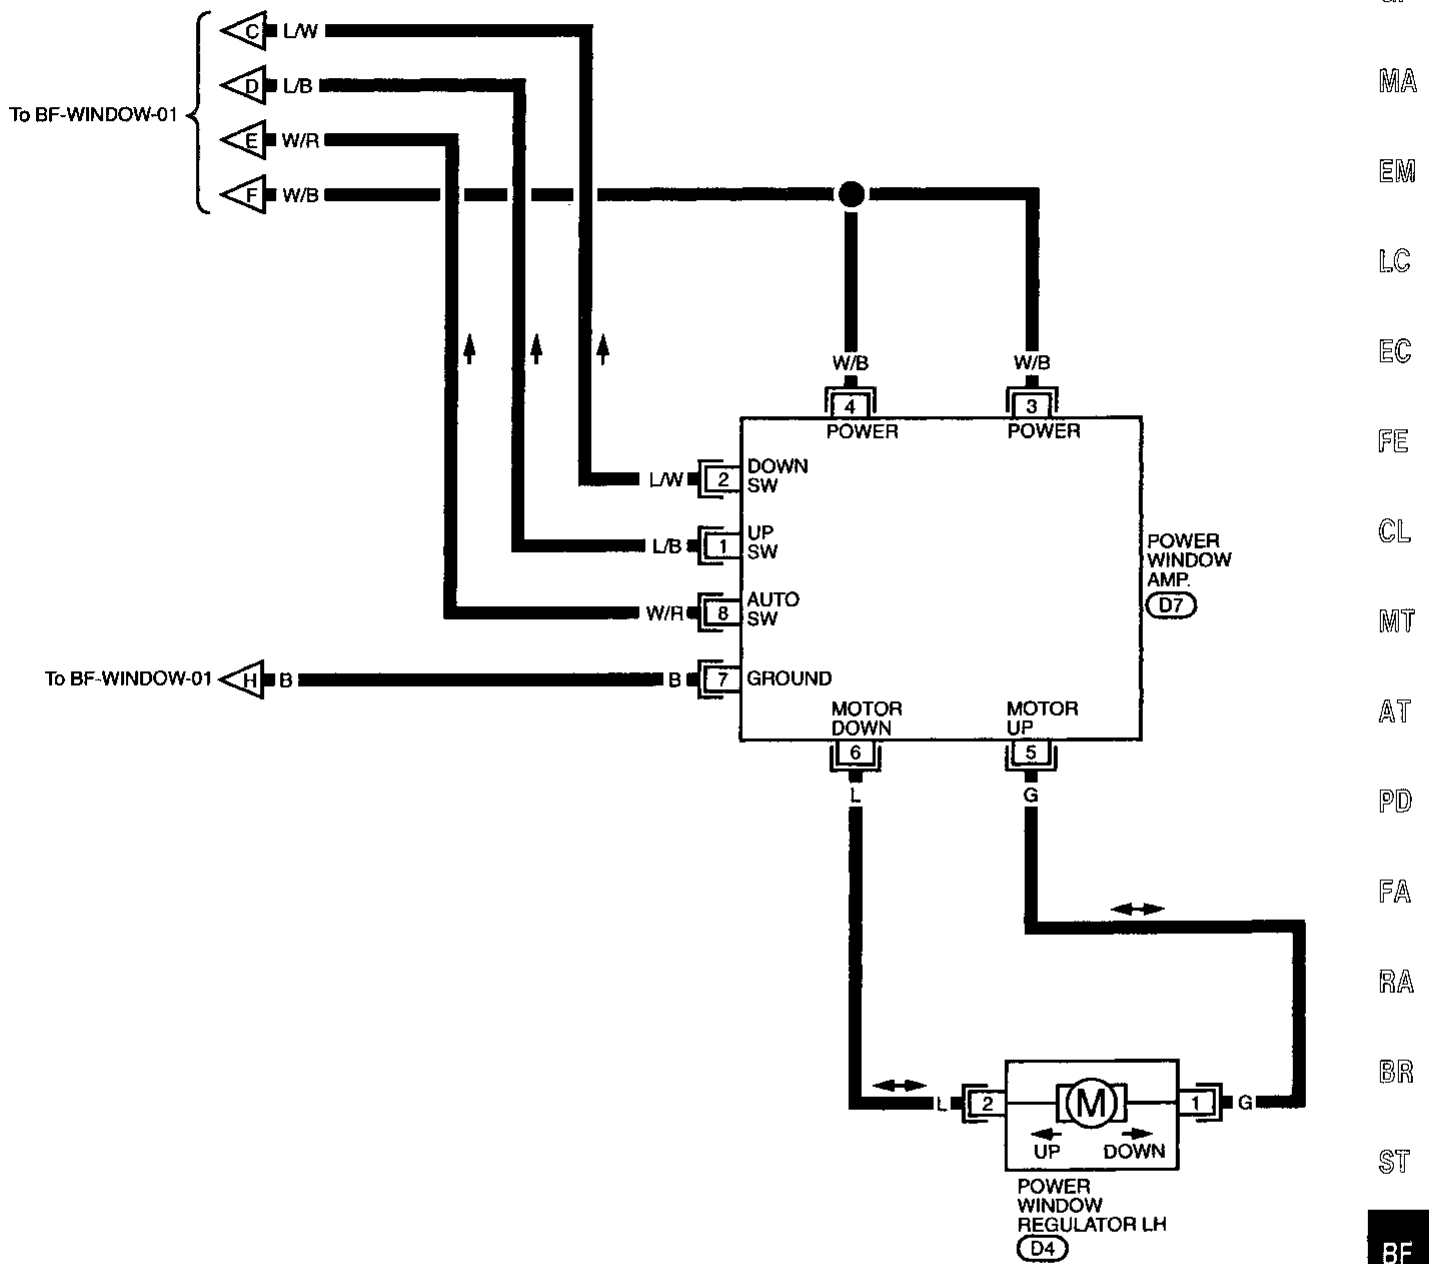 C L/W
D L/B
To BF-WINDOW-01
E W/R
F W/B
W/B
W/B
4
3
POWER
POWER
L/W 2 DOWN
SW
L/B 1 UP
SW
W/R 8 AUTO
SW
To BF-WINDOW-01 H B
B 7 GROUND
POWER
WINDOW
AMP.
D7
MOTOR
DOWN
MOTOR
UP
6
5
L
G
L 2 M 1 G
UP DOWN
POWER
WINDOW
REGULATOR LH
D4
MA
EM
LC
EC
FE
CL
MT
AT
PD
FA
RA
BR
ST
BF